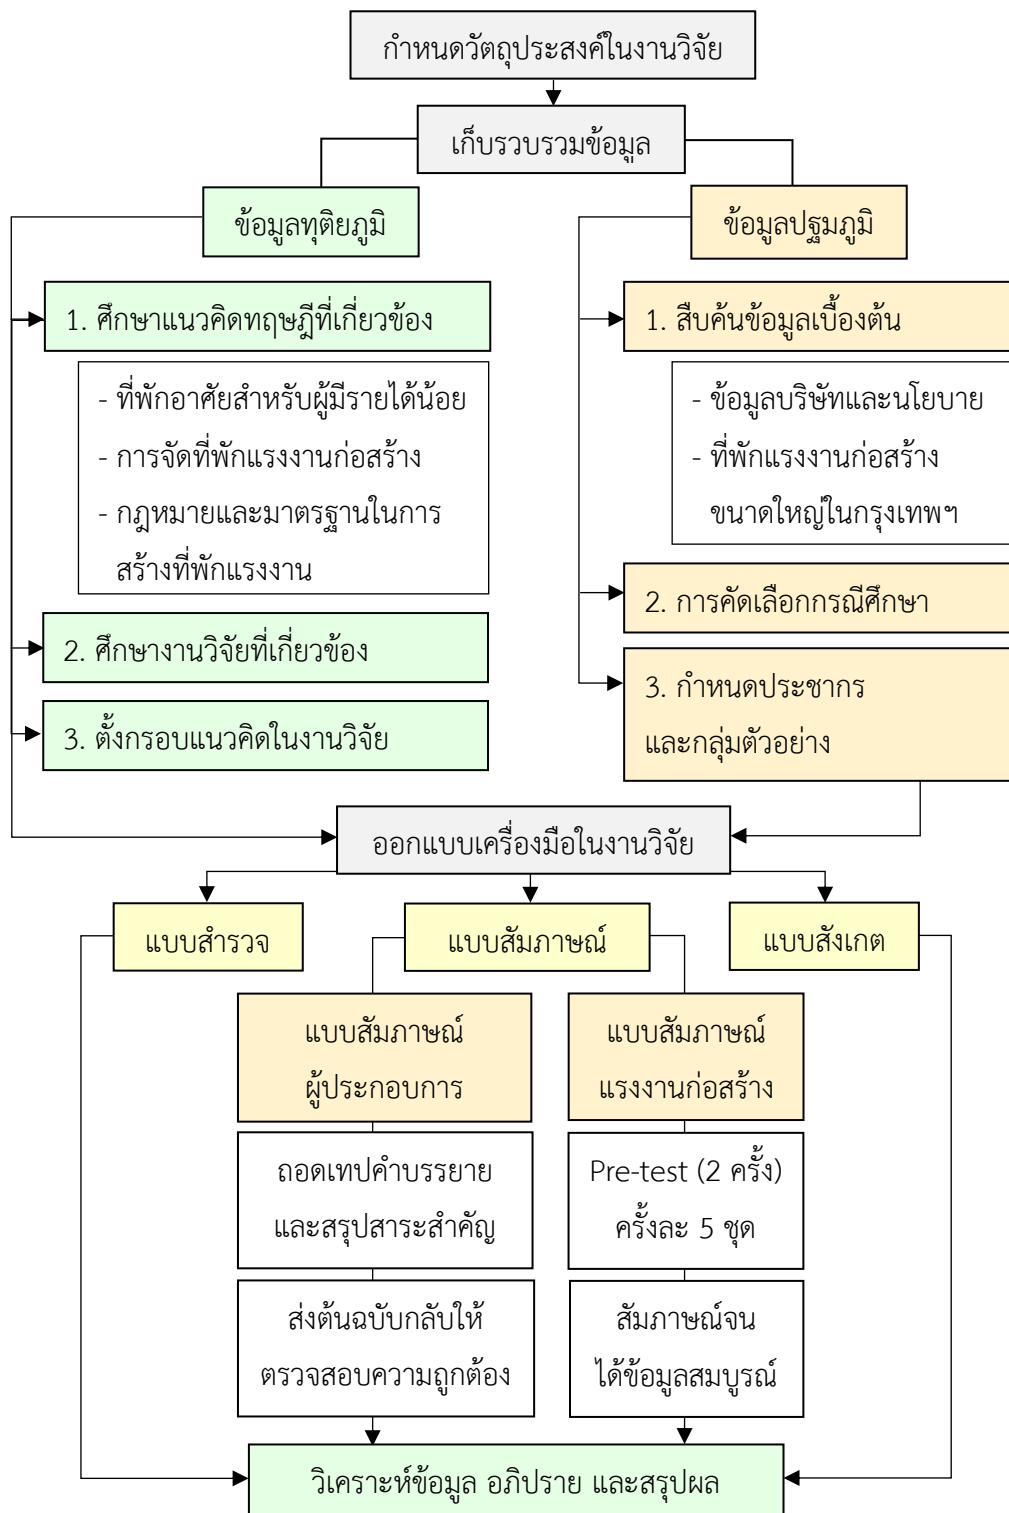 กำหนดวัตถุประสงค์ในงานวิจัย
เก็บรวบรวมข้อมูล
ข้อมูลทุติยภูมิ
ข้อมูลปฐมภูมิ
1. ศึกษาแนวคิดทฤษฎีที่เกี่ยวข้อง
- ที่พักอาศัยสำหรับผู้มีรายได้น้อย
- การจัดที่พักแรงงานก่อสร้าง
- กฎหมายและมาตรฐานในการ
สร้างที่พักแรงงาน
2. ศึกษางานวิจัยที่เกี่ยวข้อง
3. ตั้งกรอบแนวคิดในงานวิจัย
1. สืบค้นข้อมูลเบื้องต้น
- ข้อมูลบริษัทและนโยบาย
- ที่พักแรงงานก่อสร้าง
ขนาดใหญ่ในกรุงเทพฯ
2. การคัดเลือกกรณีศึกษา
3. กำหนดประชากร
และกลุ่มตัวอย่าง
ออกแบบเครื่องมือในงานวิจัย
แบบสำรวจ
แบบสัมภาษณ์
แบบสังเกต
แบบสัมภาษณ์
ผู้ประกอบการ
ถอดเทปคำบรรยาย
และสรุปสาระสำคัญ
ส่งต้นฉบับกลับให้
ตรวจสอบความถูกต้อง
แบบสัมภาษณ์
แรงงานก่อสร้าง
Pre-test (2 ครั้ง)
ครั้งละ 5 ชุด
สัมภาษณ์จน
ได้ข้อมูลสมบูรณ์
วิเคราะห์ข้อมูล อภิปราย และสรุปผล